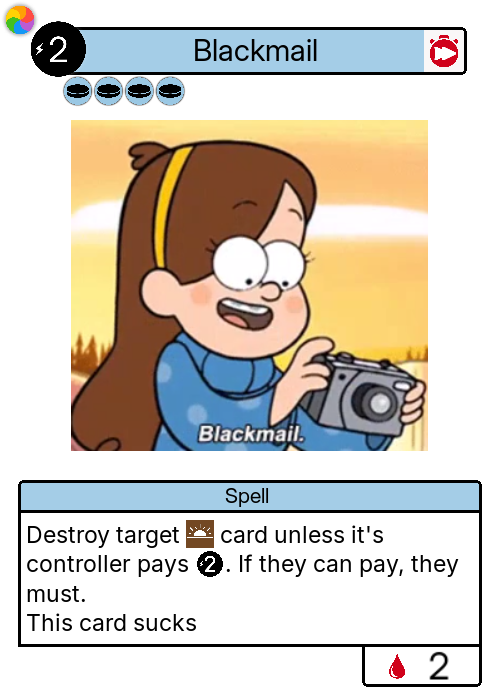 2
Blackmail
Blackmail.
Spell
Destroy target card unless it's
controller pays 2. If they can pay, they
must.
This card sucks
2